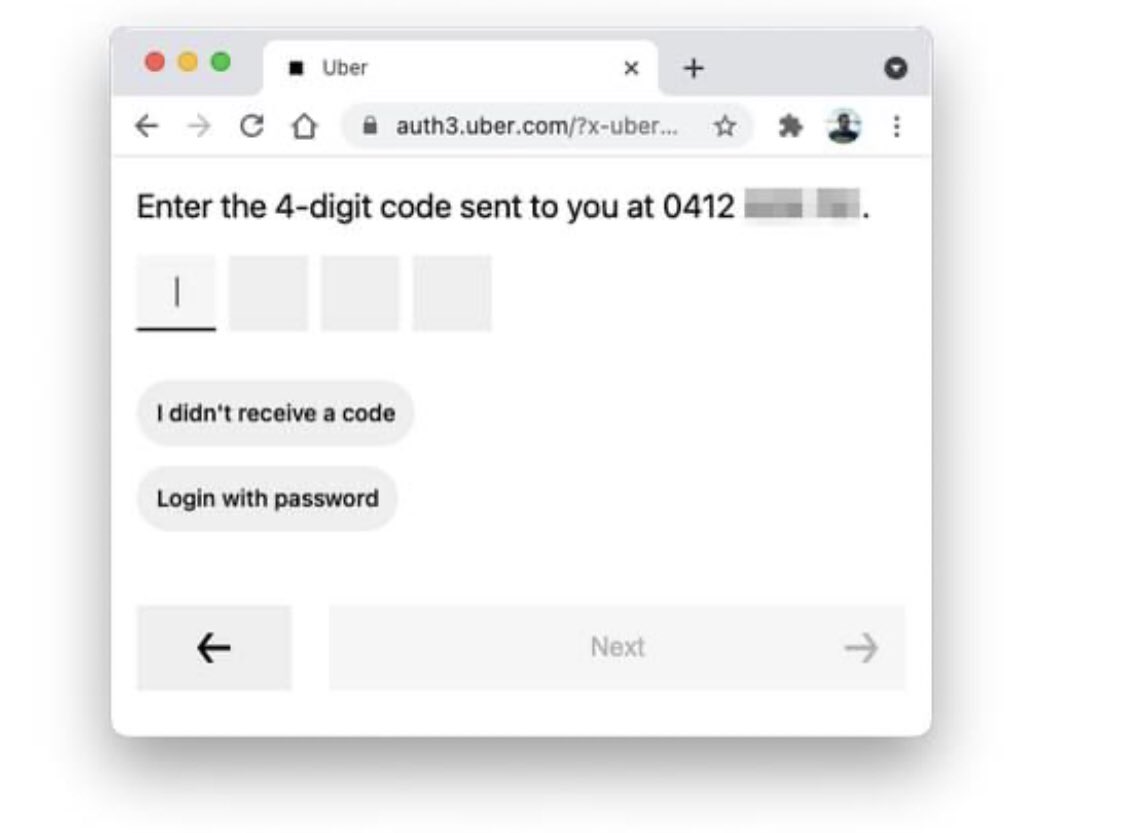 Uber
auth3.uber.com/?x-uber...
Enter the 4-digit code sent to you at 0412 .
I didn't receive a code
Login with password
Next